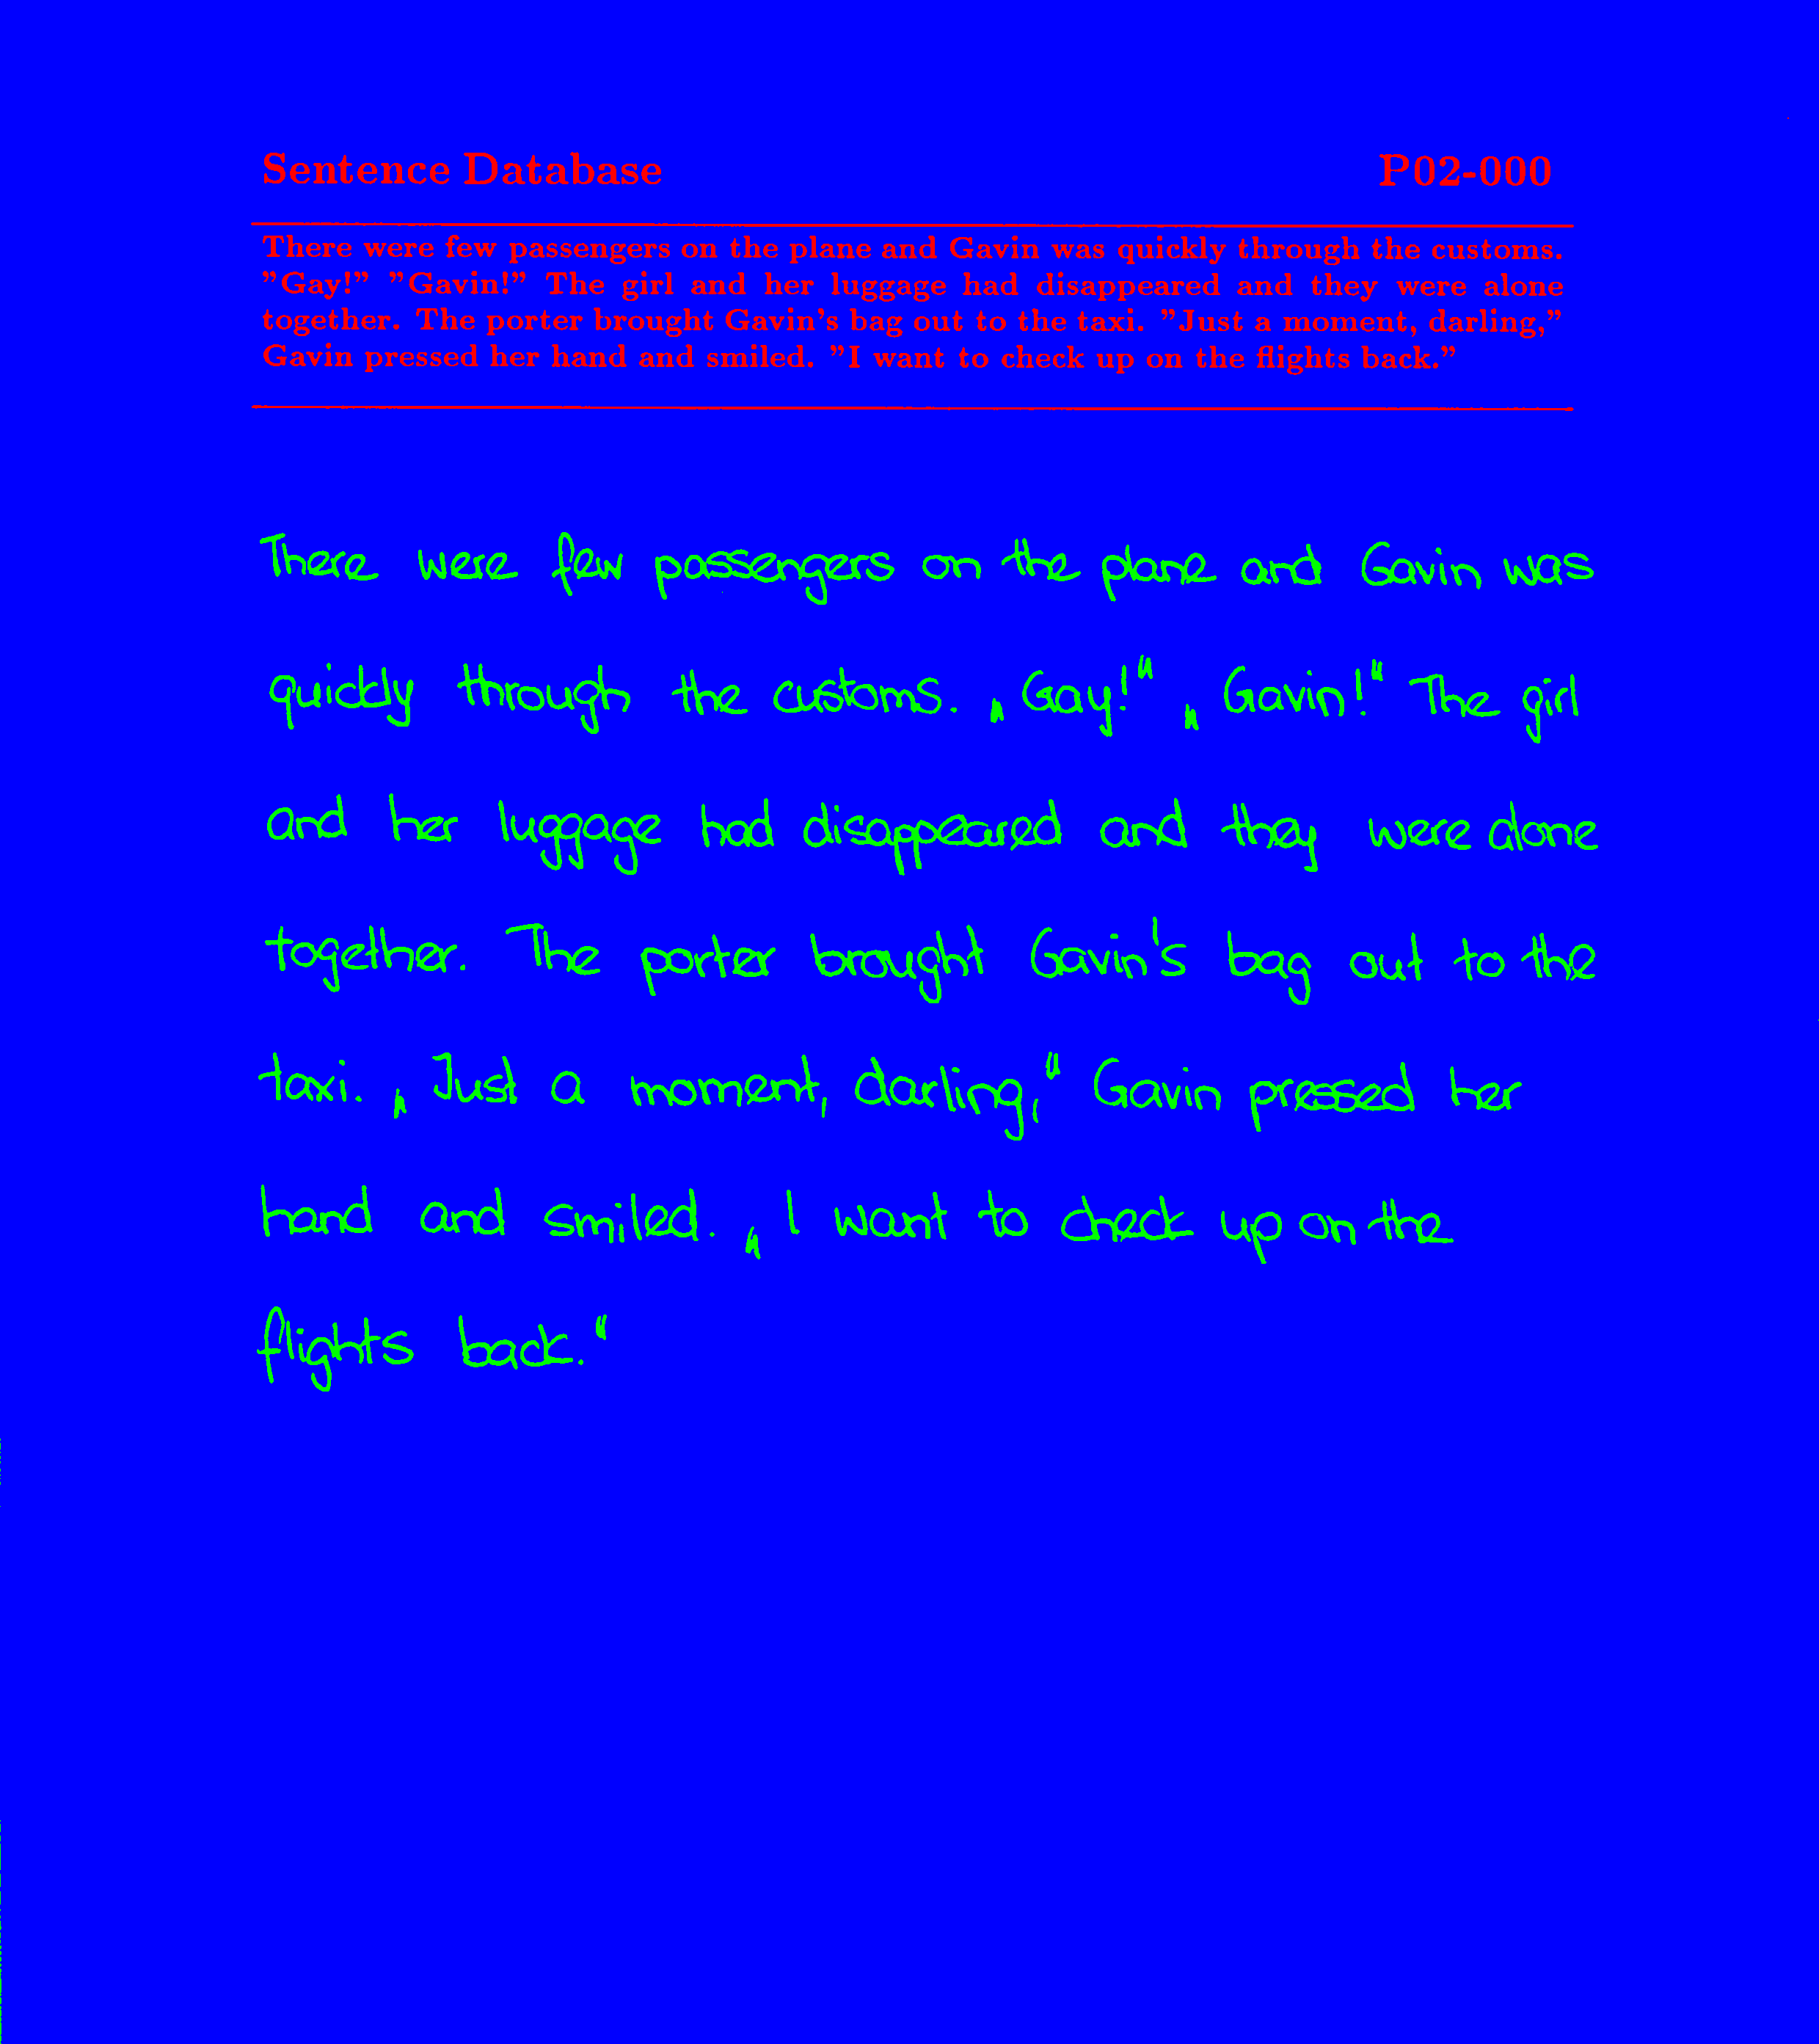 Sentence Database P02-000
There were few passengers on the plane and Gavin was quickly through the customs.
"Gay!" "Gavin!" The girl and her luggage had disappeared and they were alone
together. The porter brought Gavin's bag out to the taxi. "Just a moment, darling,"
Gavin pressed her hand and smiled. "I want to check up on the flights back."
There were few passengers on the plane and Gavin was
quickly through the customs. „Gay!“ „Gavin!“ The girl
and her luggage had disappeared and they were alone
together. The porter brought Gavin's bag out to the
taxi. „Just a moment, darling,“ Gavin pressed her
hand and smiled. „I want to check up on the
flights back.“